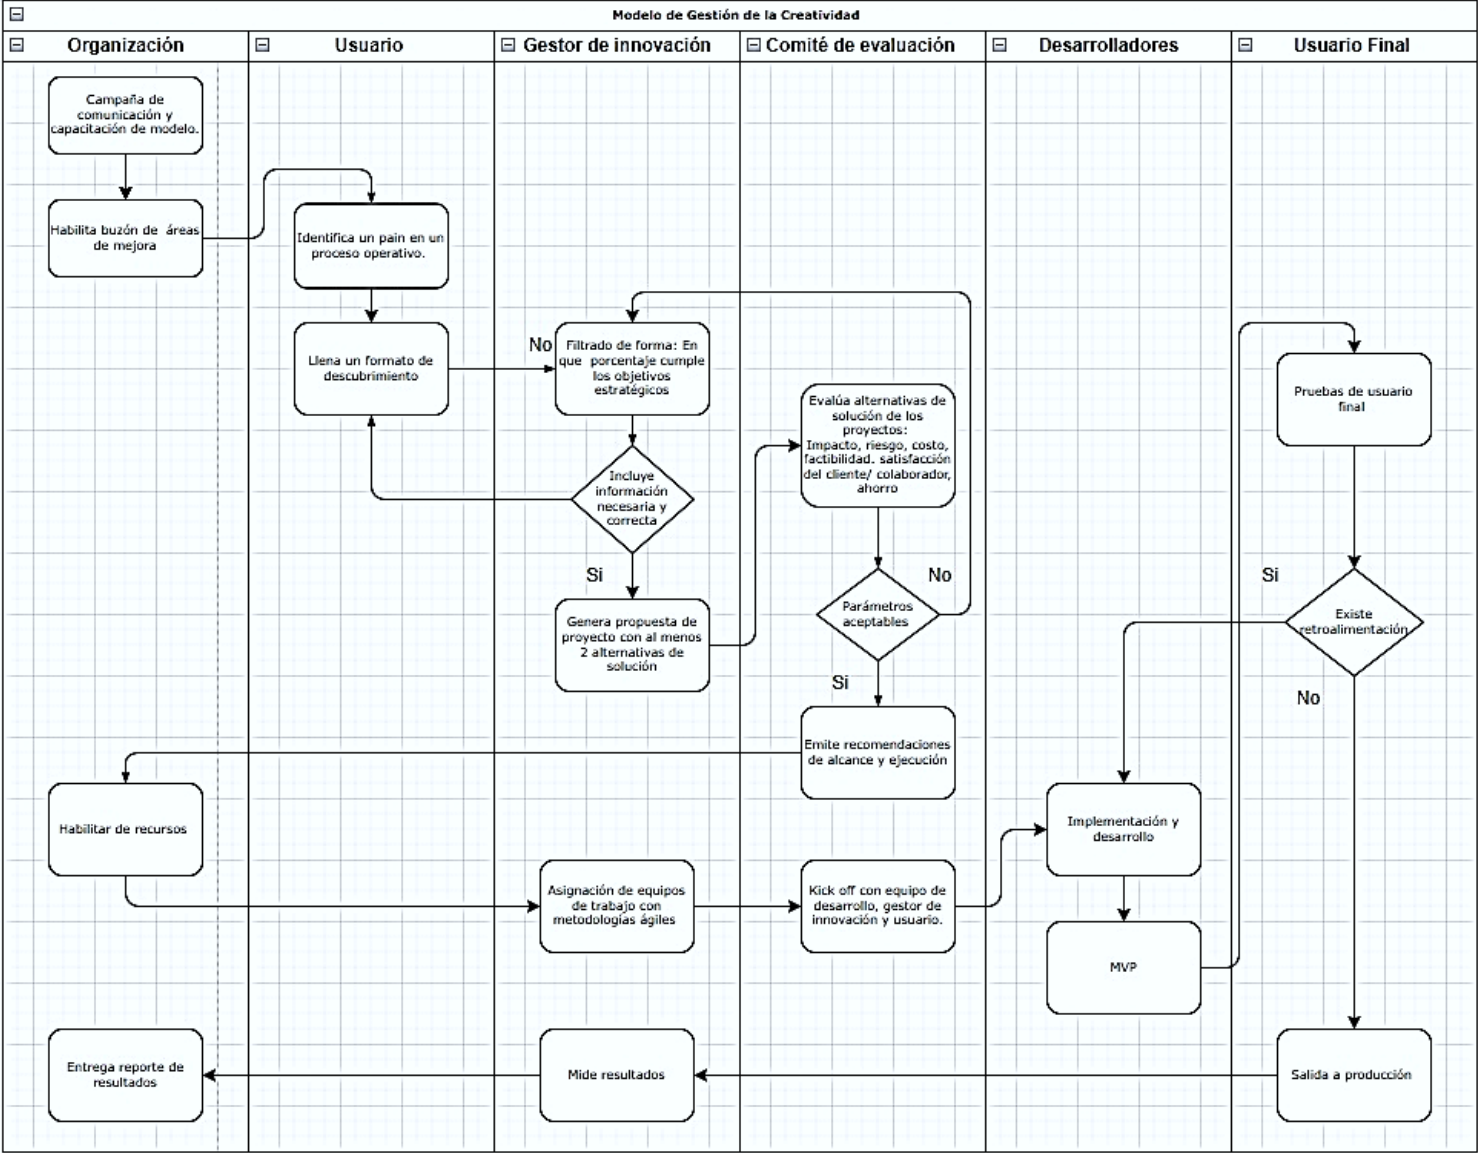 Modelo de Gestión de la Creatividad
Organización
Usuario
Gestor de innovación
Comité de evaluación
Desarrolladores
Usuario Final
Campaña de
comunicación y
capacitación de modelo.
Habilita buzón de áreas
de mejora
Identifica un pain en un
proceso operativo.
Llena un formato de
descubrimiento
No
Filtrado de forma: En
que porcentaje cumple
los objetivos
estratégicos
Incluye
información
necesaria y
correcta
Si
Genera propuesta de
proyecto con al menos
2 alternativas de
solución
Evalúa alternativas de
solución de los
proyectos:
Impacto, riesgo, costo,
factibilidad. satisfacción
del cliente/ colaborador,
ahorro
Parámetros
aceptables
No
Si
Emite recomendaciones
de alcance y ejecución
Habilitar de recursos
Asignación de equipos
de trabajo con
metodologías ágiles
Kick off con equipo de
desarrollo, gestor de
innovación y usuario.
Implementación y
desarrollo
MVP
Pruebas de usuario
final
Existe
retroalimentación
Si
No
Salida a producción
Mide resultados
Entrega reporte de
resultados